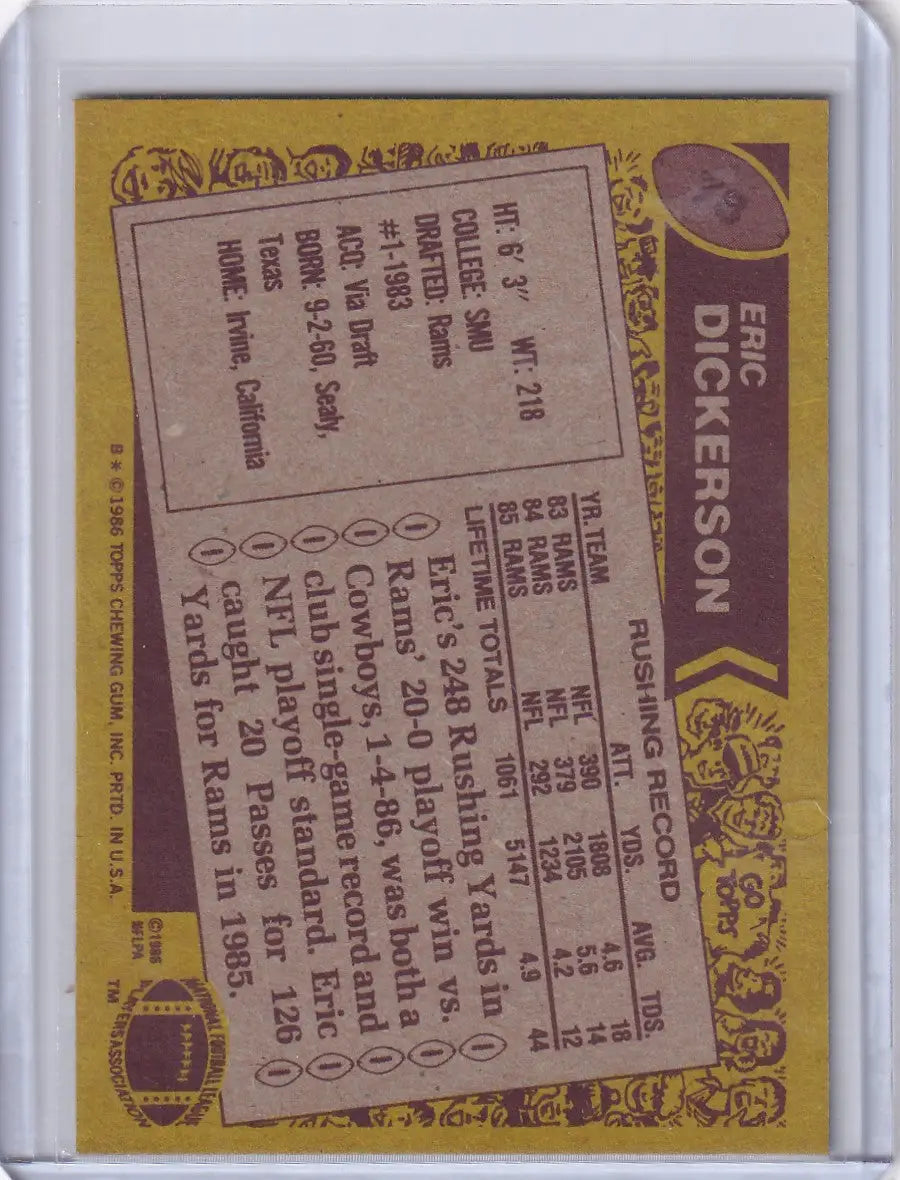 78
ERIC
DICKERSON
HT: 6' 3" WT: 218
COLLEGE: SMU
DRAFTED: Rams
#1-1983
ACQ: Via Draft
BORN: 9-2-60, Sealy,
Texas
HOME: Irvine, California
RUSHING RECORD
YR. TEAM ATT. YDS. AVG. TDS.
83 RAMS NFL 390 1808 4.6 18
84 RAMS NFL 379 2105 5.6 14
85 RAMS NFL 292 1234 4.2 12
LIFETIME TOTALS 1061 5147 4.9 44
Eric's 248 Rushing Yards in
Rams' 20-0 playoff win vs.
Cowboys, 1-4-86, was both a
club single-game record and
NFL playoff standard. Eric
caught 20 Passes for 126
Yards for Rams in 1985.
GO
TOPPS
B * © 1986 TOPPS CHEWING GUM, INC. PRTD. IN U.S.A.
© 1986
NFLPA
NATIONAL FOOTBALL LEAGUE
PLAYERS ASSOCIATION
TM